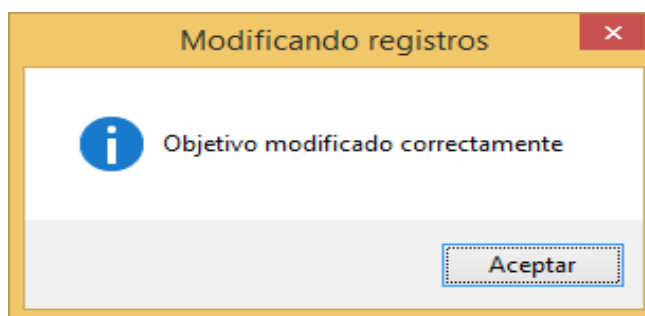 Modificando registros
Objetivo modificado correctamente
Aceptar